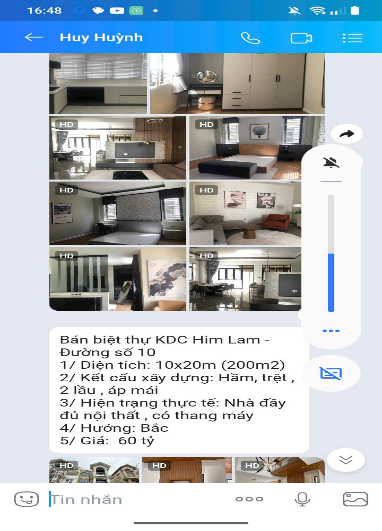 16:48
Huy Huỳnh
HD HD
HD HD
HD HD
Bán biệt thự KDC Him Lam -
Đường số 10
1/ Diện tích: 10x20m (200m2)
2/ Kết cấu xây dựng: Hầm, trệt ,
2 lầu , áp mái
3/ Hiện trạng thực tế: Nhà đầy
đủ nội thất , có thang máy
4/ Hướng: Bắc
5/ Giá:  60 tỷ
HD HD HD
Tin nhắn